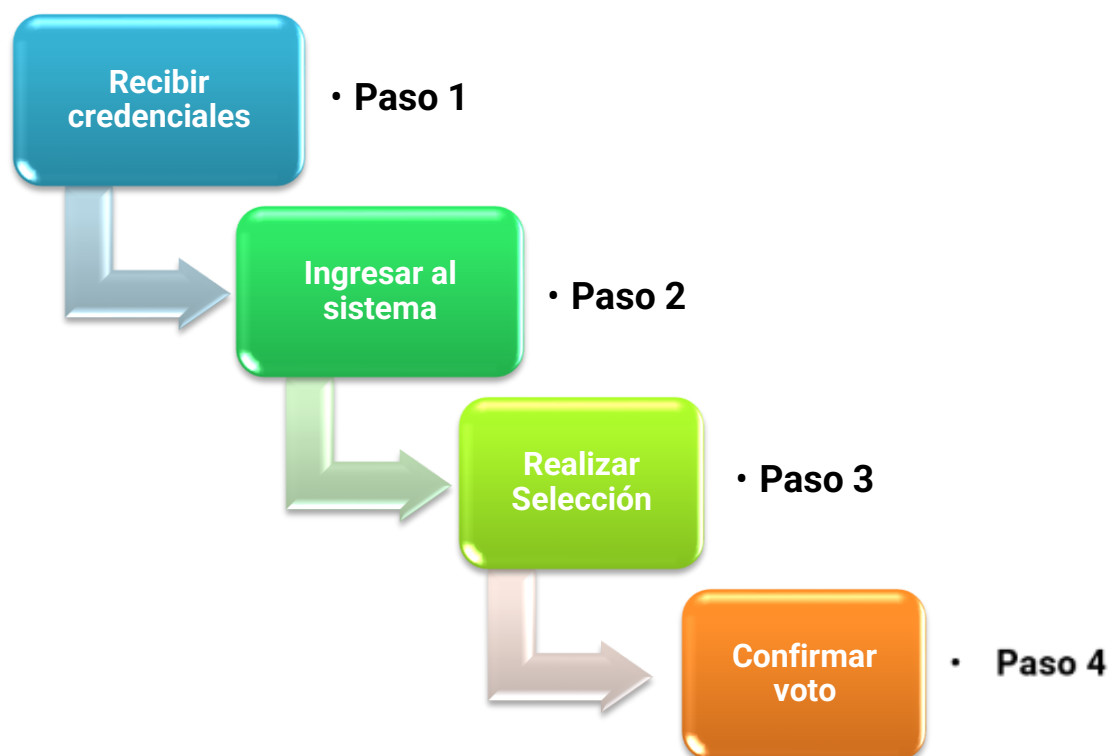 Recibir
credenciales
• Paso 1
Ingresar al
sistema
• Paso 2
Realizar
Selección
• Paso 3
Confirmar
voto
• Paso 4